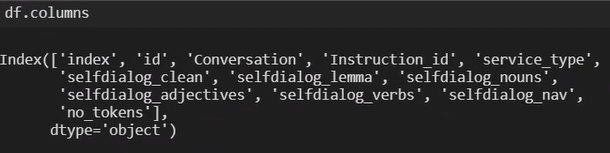 df.columns
Index(['index', 'id', 'Conversation', 'Instruction_id', 'service_type',
'selfdialog_clean', 'selfdialog_lemma', 'selfdialog_nouns',
'selfdialog_adjectives', 'selfdialog_verbs', 'selfdialog_nav',
'no_tokens'],
dtype='object')